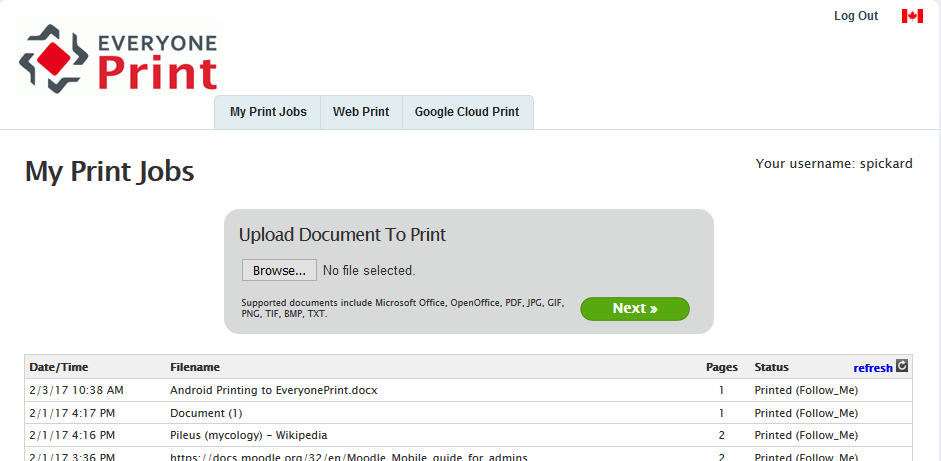 Log Out
EVERYONE
Print
My Print Jobs Web Print Google Cloud Print
My Print Jobs
Your username: spickard
Upload Document To Print
Browse... No file selected.
Supported documents include Microsoft Office, OpenOffice, PDF, JPG, GIF,
PNG, TIF, BMP, TXT.
Next »
Date/Time Filename Pages Status refresh
2/3/17 10:38 AM Android Printing to EveryonePrint.docx 1 Printed (Follow_Me)
2/1/17 4:17 PM Document (1) 1 Printed (Follow_Me)
2/1/17 4:16 PM Pileus (mycology) - Wikipedia 2 Printed (Follow_Me)
2/1/17 3:36 PM https://docs.moodle.org/32/en/Moodle_Mobile_guide_for_admins 2 Printed (Follow_Me)